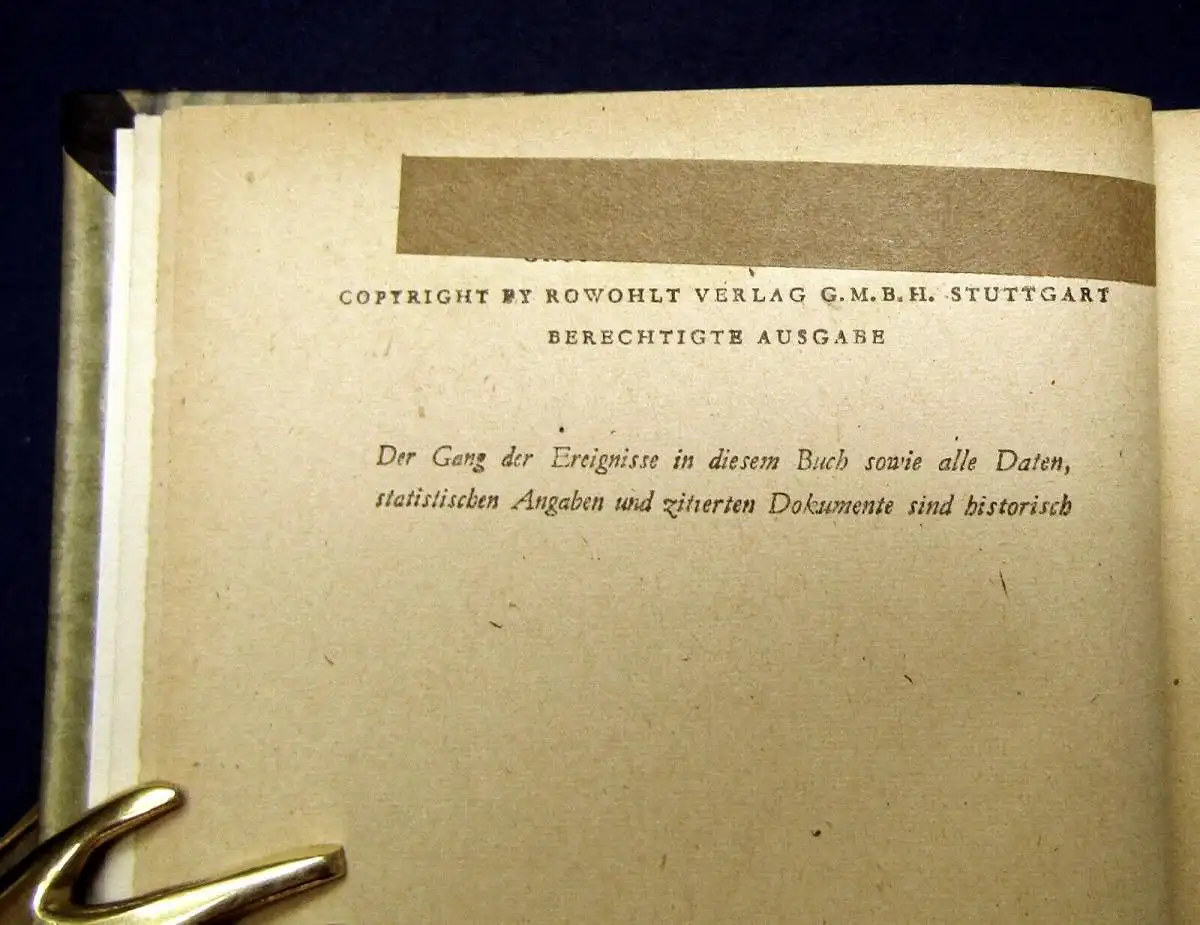 COPYRIGHT BY ROWOHLT VERLAG G.M.B.H. STUTTGART
BERECHTIGTE AUSGABE
Der Gang der Ereignisse in diesem Buch sowie alle Daten,
statistischen Angaben und zitierten Dokumente sind historisch